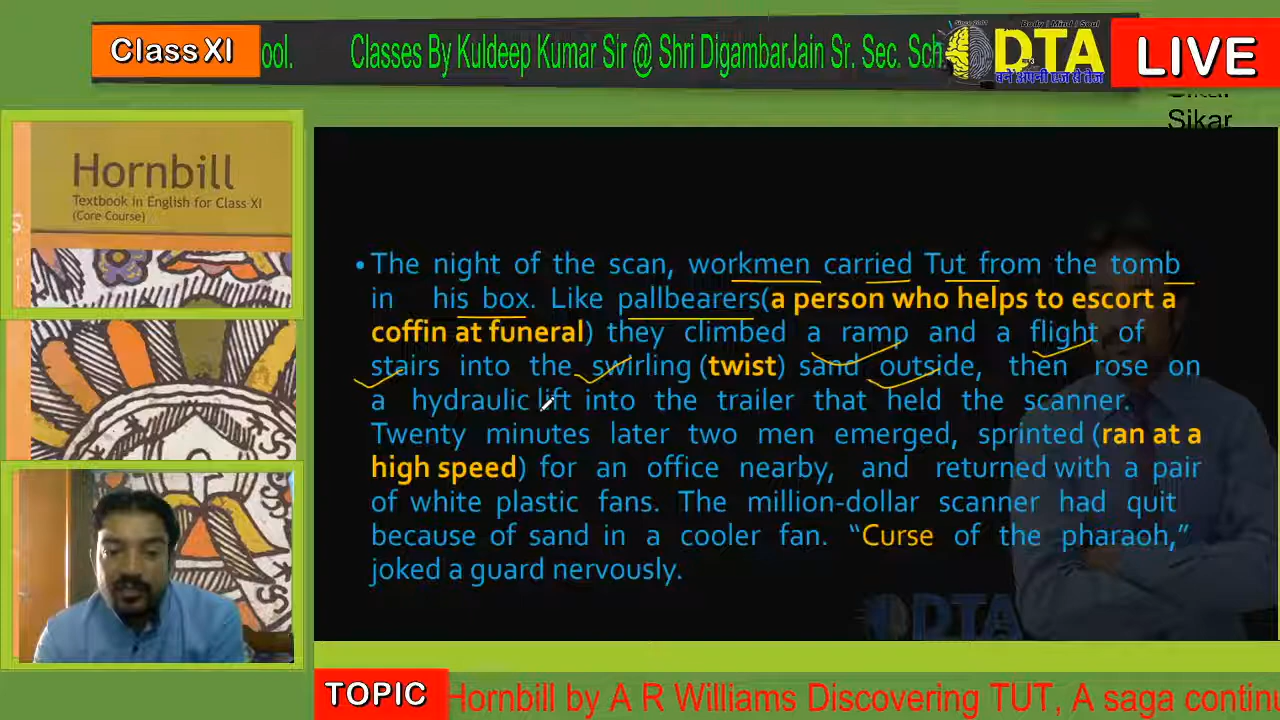 Class XI
ool. Classes By Kuldeep Kumar Sir @ Shri DigambarJain Sr. Sec. Sch.
Body | Mind | Soul
DTA
LIVE
Sikar
Hornbill
Textbook in English for Class XI
(Core Course)
• The night of the scan, workmen carried Tut from the tomb
in his box. Like pallbearers(a person who helps to escort a
coffin at funeral) they climbed a ramp and a flight of
stairs into the swirling (twist) sand outside, then rose on
a hydraulic lift into the trailer that held the scanner.
Twenty minutes later two men emerged, sprinted (ran at a
high speed) for an office nearby, and returned with a pair
of white plastic fans. The million-dollar scanner had quit
because of sand in a cooler fan. “Curse of the pharaoh,”
joked a guard nervously.
DTA
TOPIC
Hornbill by A R Williams Discovering TUT, A saga continu